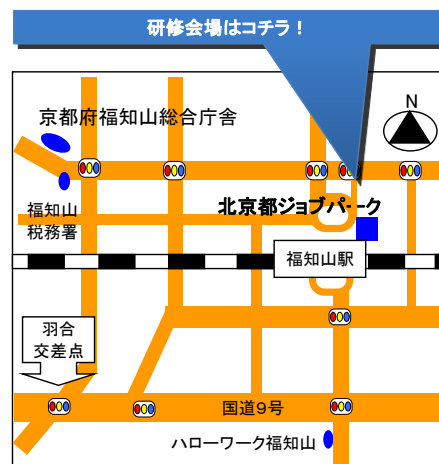 研修会場はコチラ！
N
京都府福知山総合庁舎
北京都ジョブパーク
福知山
税務署
福知山駅
羽合
交差点
国道９号
ハローワーク福知山